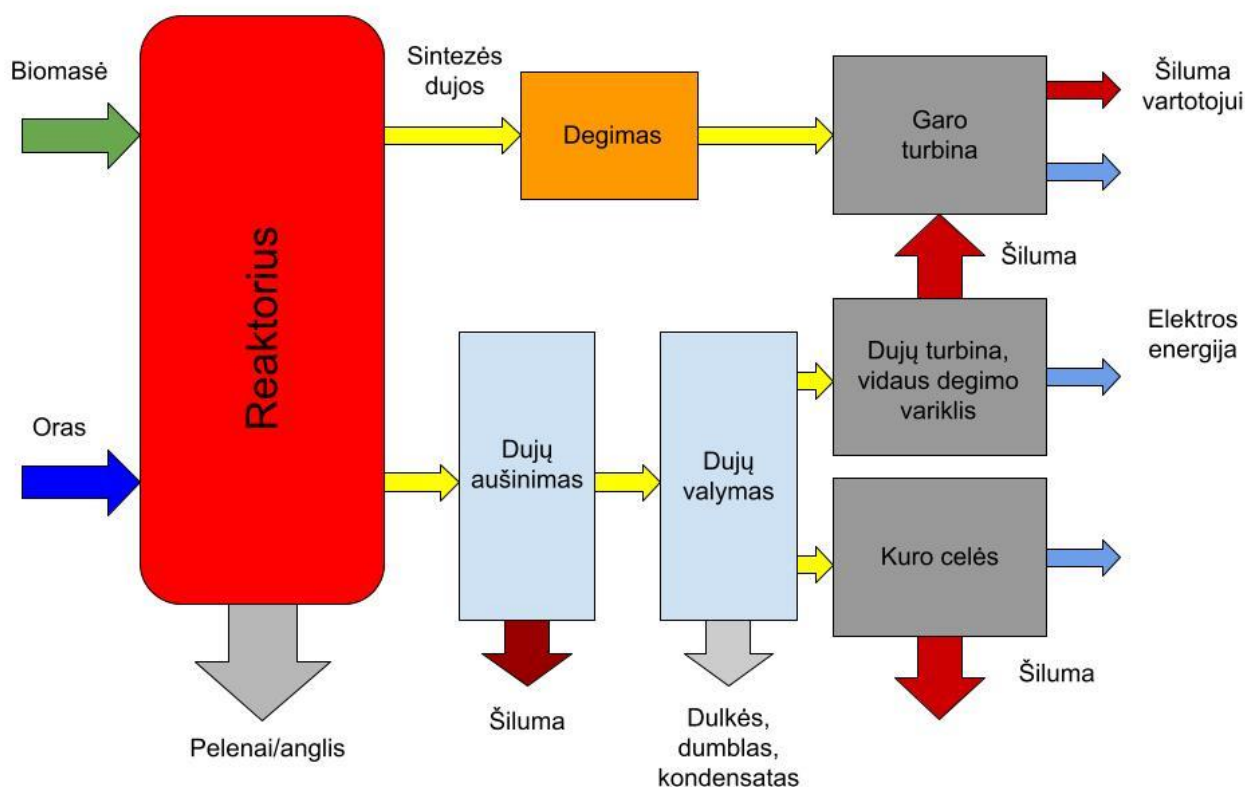 Biomasė
Sintezės
dujos
Degimas
Garo
turbina
Šiluma
vartotojui
Reaktorius
Šiluma
Oras
Dujų
aušinimas
Dujų
valymas
Dujų turbina,
vidaus degimo
variklis
Elektros
energija
Kuro celės
Šiluma
Pelenai/anglis
Šiluma
Dulkės,
dumblas,
kondensatas